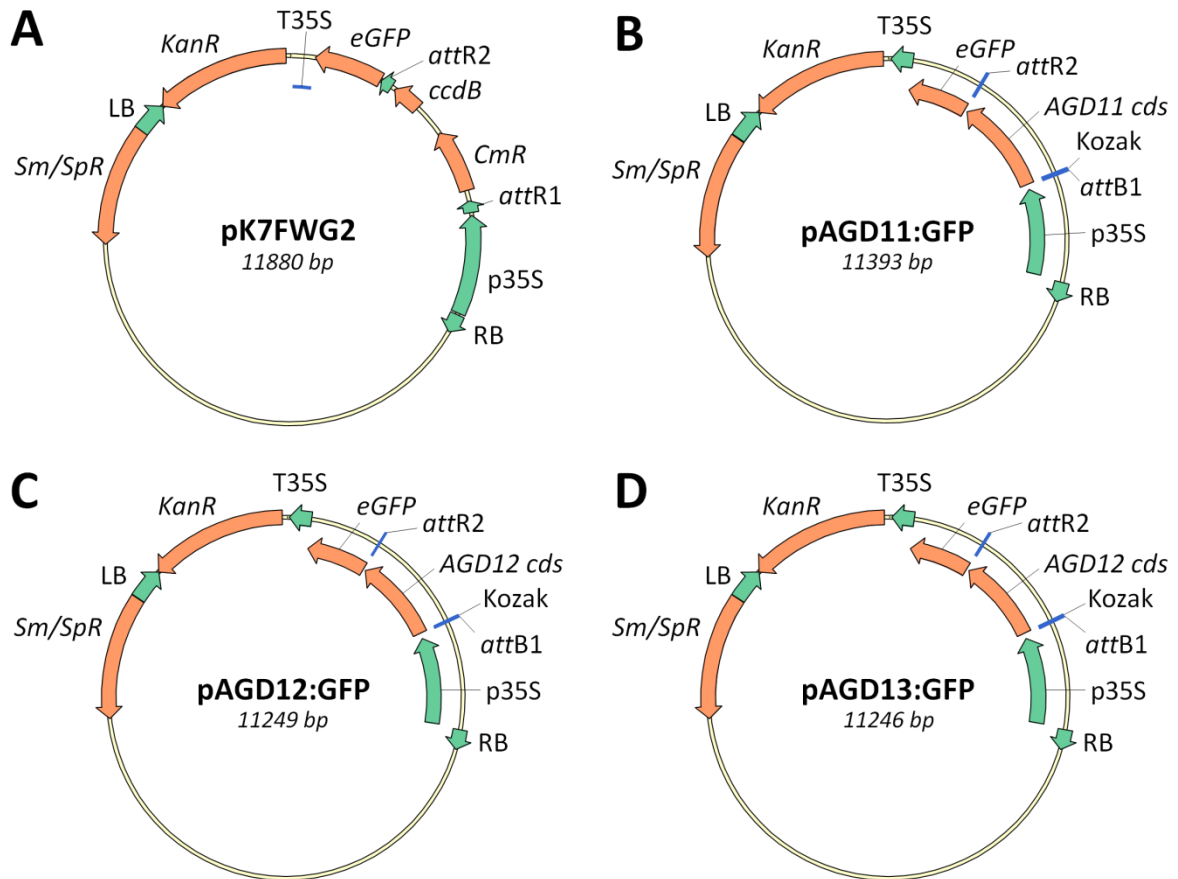 A
T35S
KanR
eGFP
attR2
ccdB
LB
CmR
Sm/SpR
attR1
pK7FWG2
11880 bp
p35S
RB
B
T35S
KanR
eGFP
attR2
AGD11 cds
LB
Kozak
Sm/SpR
attB1
pAGD11:GFP
11393 bp
p35S
RB
C
T35S
KanR
eGFP
attR2
AGD12 cds
LB
Kozak
Sm/SpR
attB1
pAGD12:GFP
11249 bp
p35S
RB
D
T35S
KanR
eGFP
attR2
AGD12 cds
LB
Kozak
Sm/SpR
attB1
pAGD13:GFP
11246 bp
p35S
RB